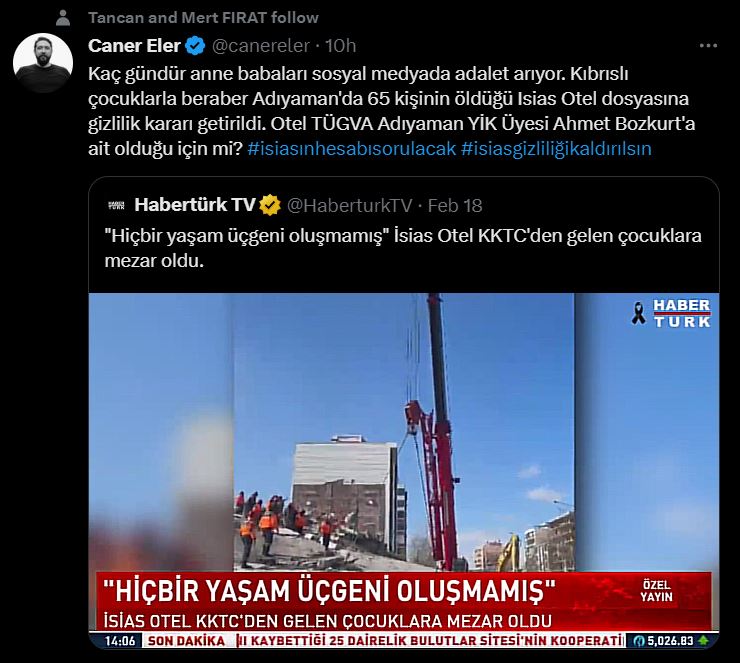 Tancan and Mert FIRAT follow
Caner Eler @canereler · 10h
Kaç gündür anne babaları sosyal medyada adalet arıyor. Kıbrıslı
çocuklarla beraber Adıyaman'da 65 kişinin öldüğü Isias Otel dosyasına
gizlilik kararı getirildi. Otel TÜGVA Adıyaman YİK Üyesi Ahmet Bozkurt'a
ait olduğu için mi? #isiasınhesabısorulacak #isiasgizliliğikaldırılsın
HABER TÜRK
Habertürk TV @HaberturkTV · Feb 18
"Hiçbir yaşam üçgeni oluşmamış" İsias Otel KKTC'den gelen çocuklara
mezar oldu.
HABER
TÜRK
"HİÇBİR YAŞAM ÜÇGENİ OLUŞMAMIŞ"
ÖZEL
YAYIN
İSİAS OTEL KKTC'DEN GELEN ÇOCUKLARA MEZAR OLDU
14:06 SON DAKİKA II KAYBETTİĞİ 25 DAİRELİK BULUTLAR SİTESİ'NİN KOOPERATİ 5,026.83